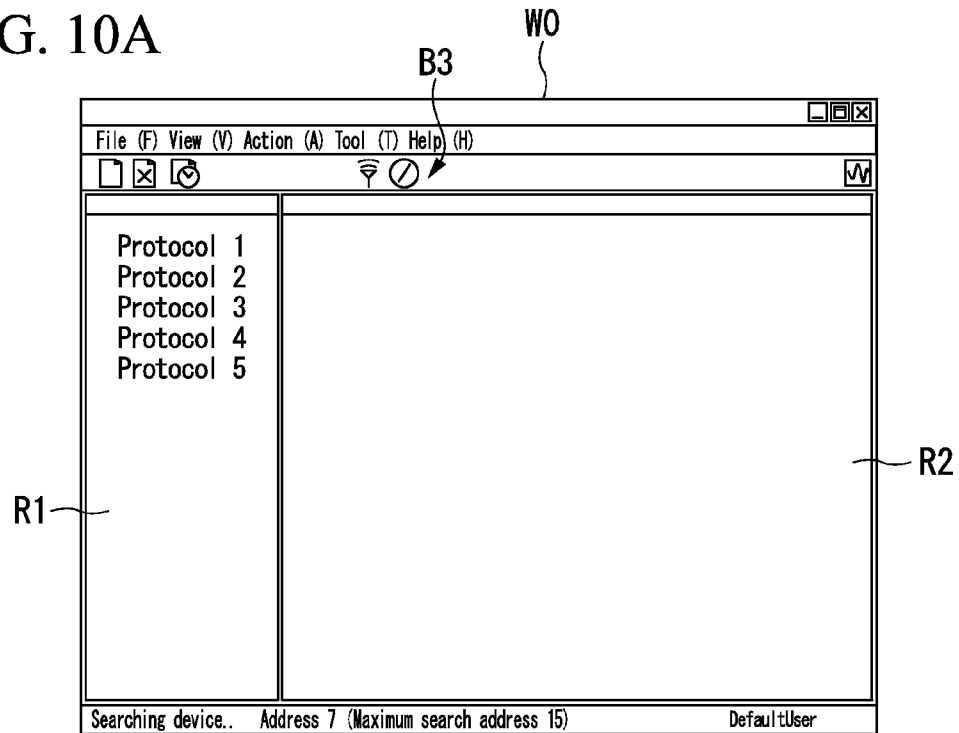 G. 10A
W0
B3
File (F) View (V) Action (A) Tool (T) Help (H)
Protocol 1
Protocol 2
Protocol 3
Protocol 4
Protocol 5
R2
R1
Searching device.. Address 7 (Maximum search address 15) DefaultUser